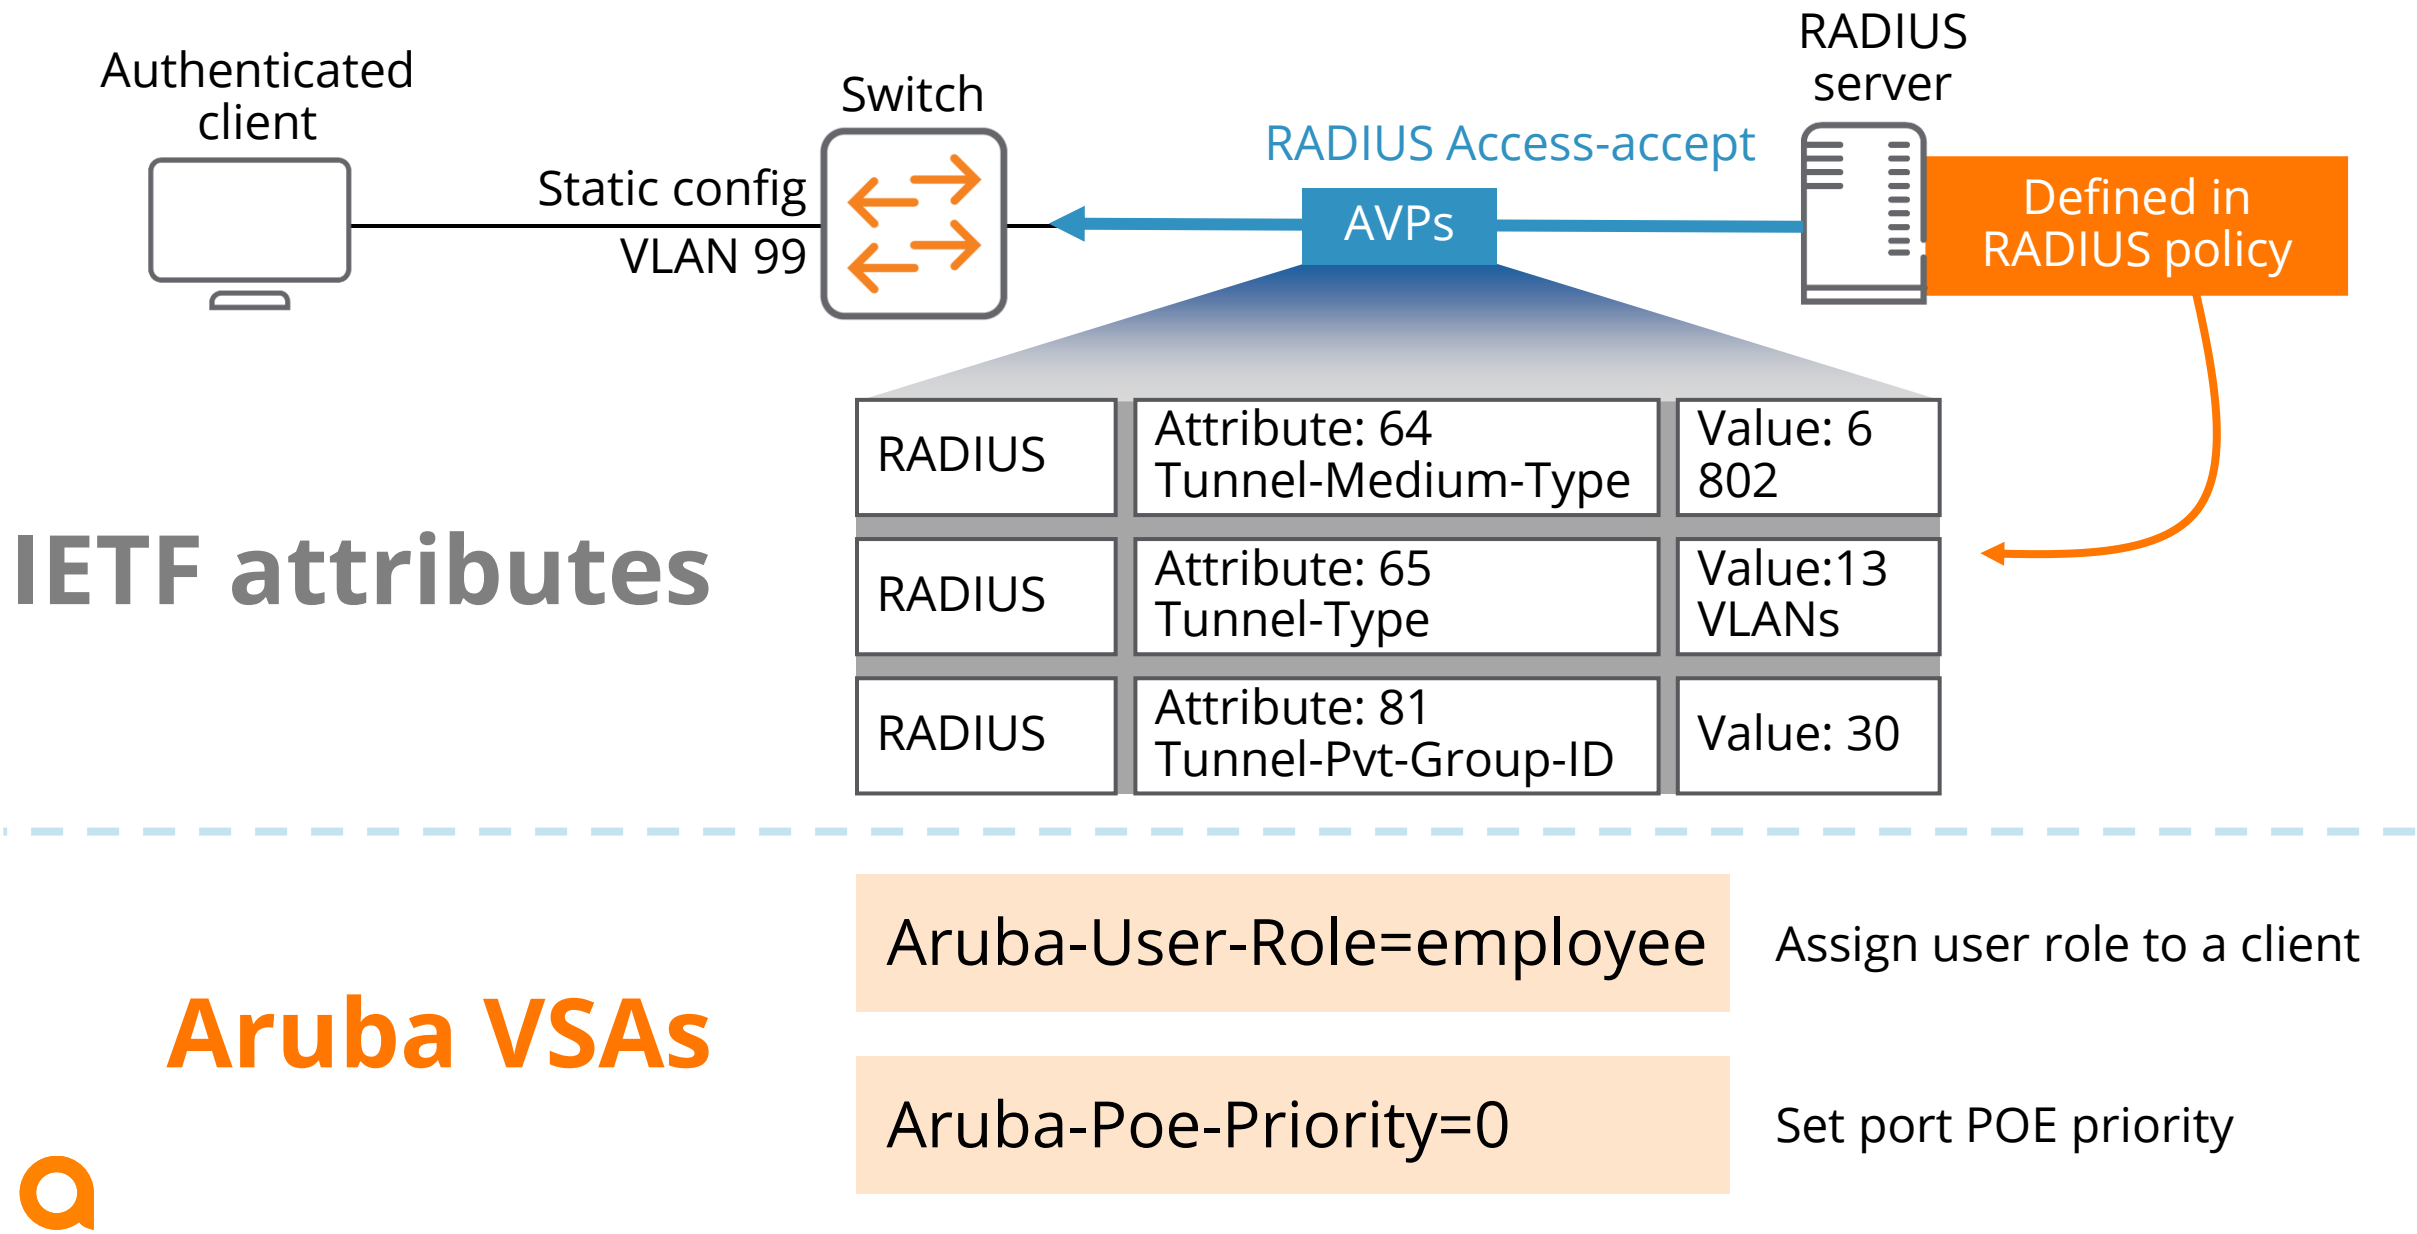 RADIUS
server
Authenticated
client
Switch
RADIUS Access-accept
Static config
VLAN 99
AVPs
Defined in
RADIUS policy
RADIUS
Attribute: 64
Tunnel-Medium-Type
Value: 6
802
IETF attributes
RADIUS
Attribute: 65
Tunnel-Type
Value:13
VLANs
RADIUS
Attribute: 81
Tunnel-Pvt-Group-ID
Value: 30
Aruba VSAs
Aruba-User-Role=employee
Assign user role to a client
Aruba-Poe-Priority=0
Set port POE priority